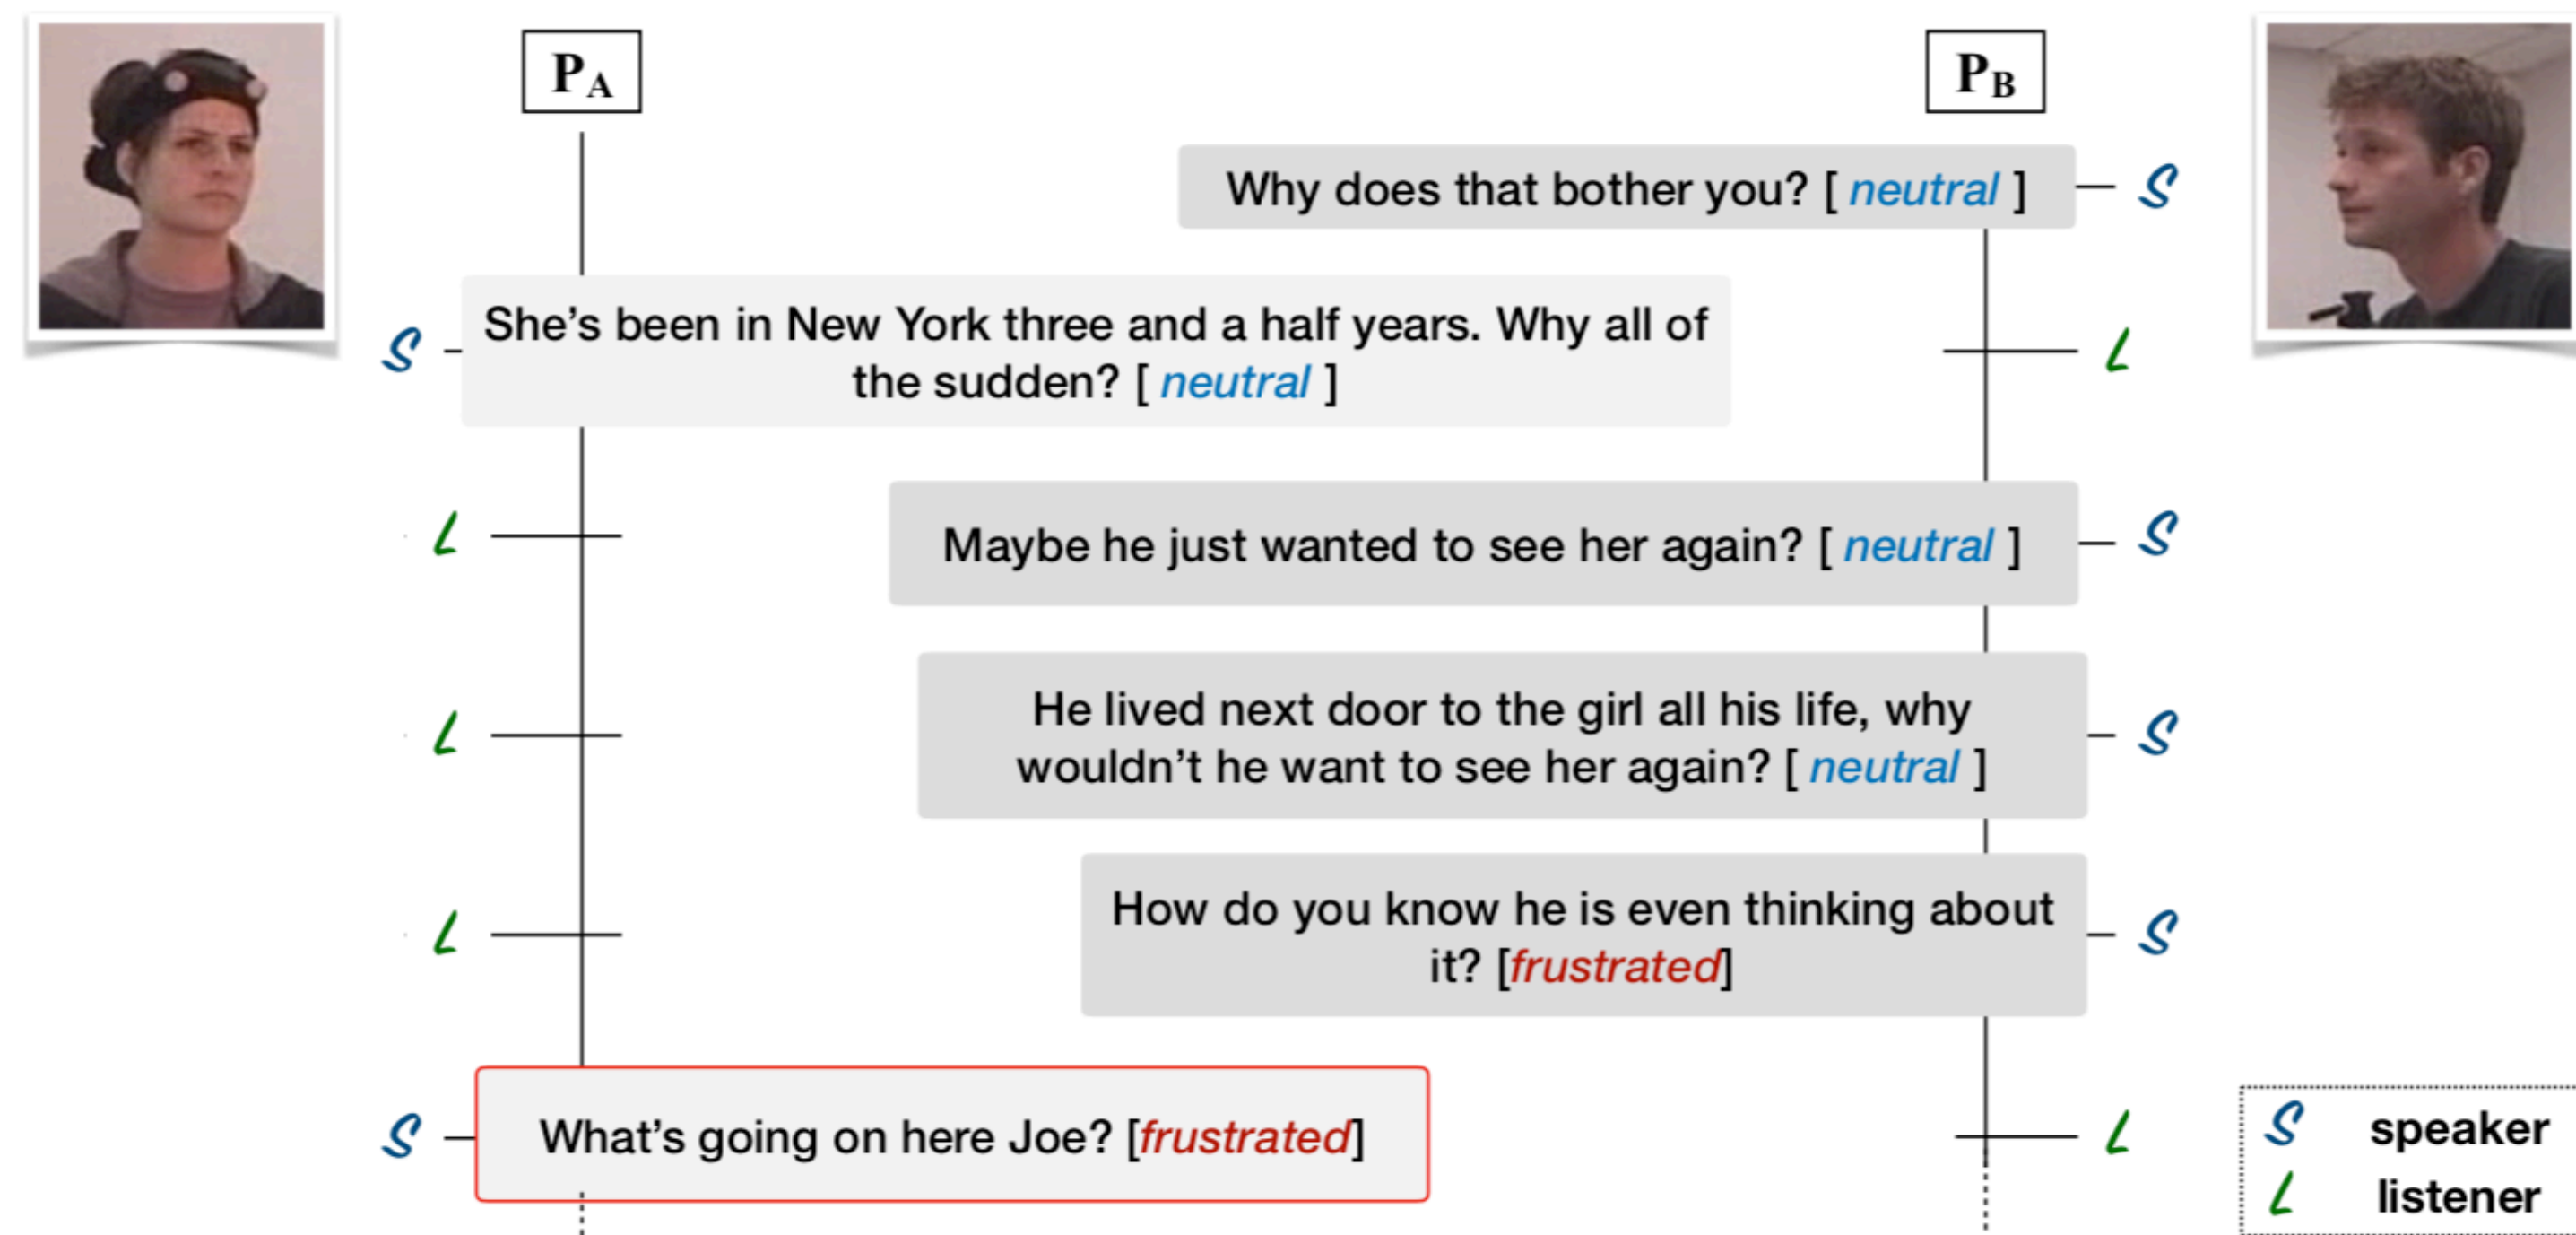 P_A
P_B
Why does that bother you? [ neutral ]
S
She’s been in New York three and a half years. Why all of
the sudden? [ neutral ]
S
L
Maybe he just wanted to see her again? [ neutral ]
L
S
He lived next door to the girl all his life, why
wouldn’t he want to see her again? [ neutral ]
L
S
How do you know he is even thinking about
it? [frustrated]
L
S
What’s going on here Joe? [frustrated]
S
L
S speaker
L listener